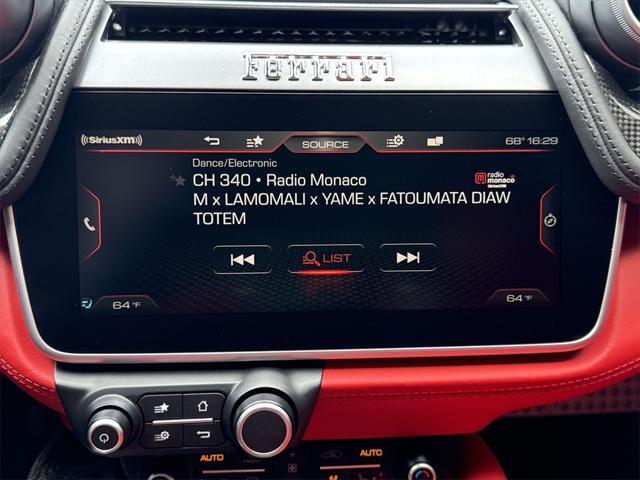 Ferrari
((SiriusXM))
SOURCE
68° 16:29
Dance/Electronic
CH 340 • Radio Monaco
radio monaco
SiriusXM
M x LAMOMALI x YAME x FATOUMATA DIAW
TOTEM
LIST
64 °F
64 °F
AUTO
AUTO